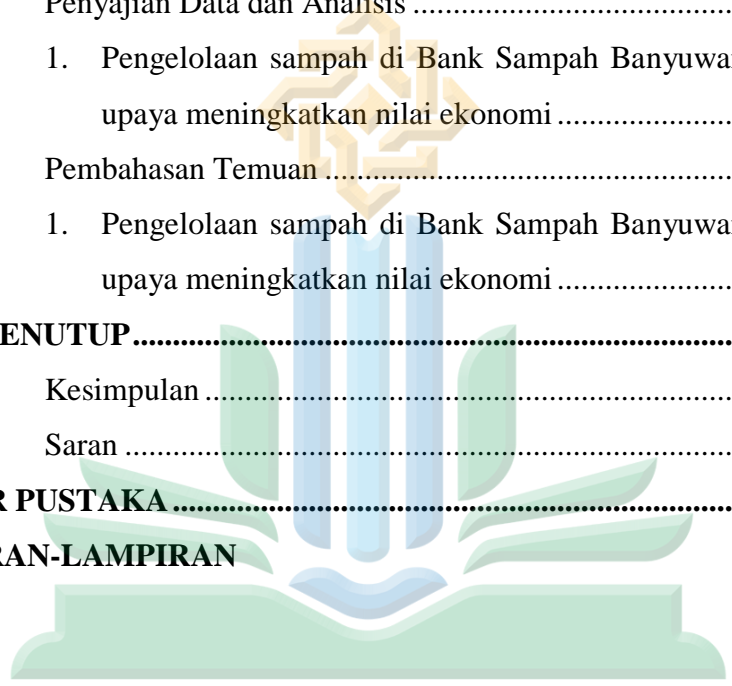 Penyajian Data dan Analisis ..............................
1. Pengelolaan sampah di Bank Sampah Banyuwa
upaya meningkatkan nilai ekonomi ......................
Pembahasan Temuan ..........................................
1. Pengelolaan sampah di Bank Sampah Banyuwa
upaya meningkatkan nilai ekonomi ......................
ENUTUP..............................................................
Kesimpulan .........................................................
Saran ..................................................................
R PUSTAKA.........................................................
RAN-LAMPIRAN